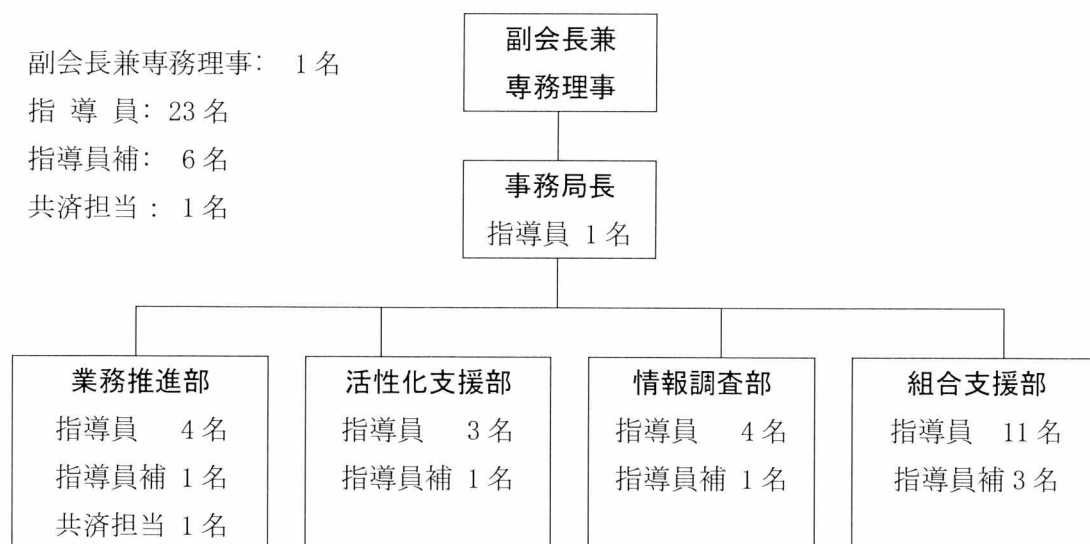 副会長兼専務理事： 1名
指 導 員： 23名
指導員補： 6名
共済担当： 1名
副会長兼
専務理事
事務局長
指導員 1名
業務推進部
指導員 4名
指導員補 1名
共済担当 1名
活性化支援部
指導員 3名
指導員補 1名
情報調査部
指導員 4名
指導員補 1名
組合支援部
指導員 11名
指導員補 3名